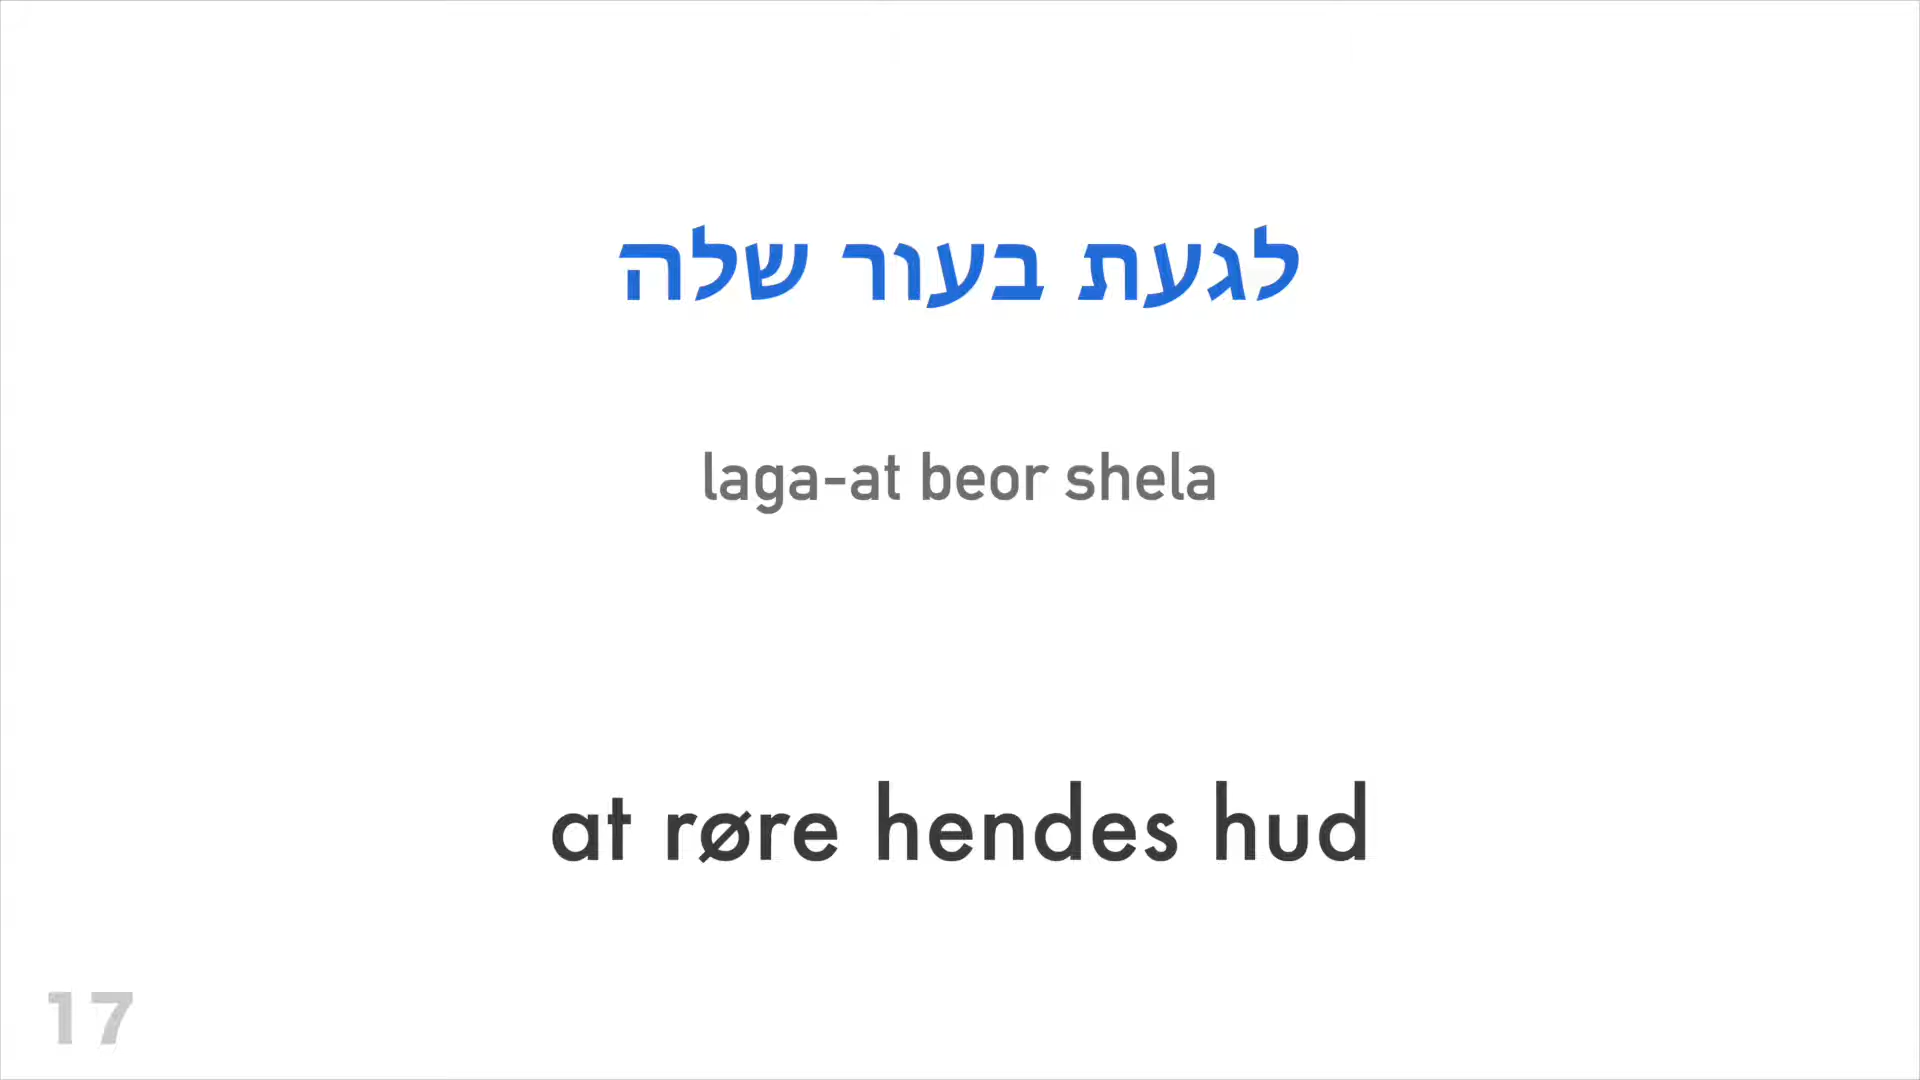 לגעת בעור שלה
laga-at beor shela
at røre hendes hud
17